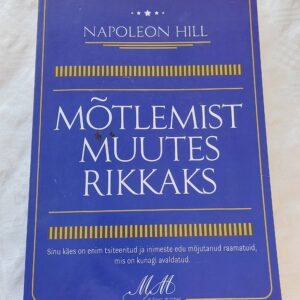 NAPOLEON HILL
MÕTLEMIST
MUUTES
RIKKAKS
Sinu käes on enim tsiteeritud ja inimeste edu mõjutanud raamatuid,
mis on kunagi avaldatud.